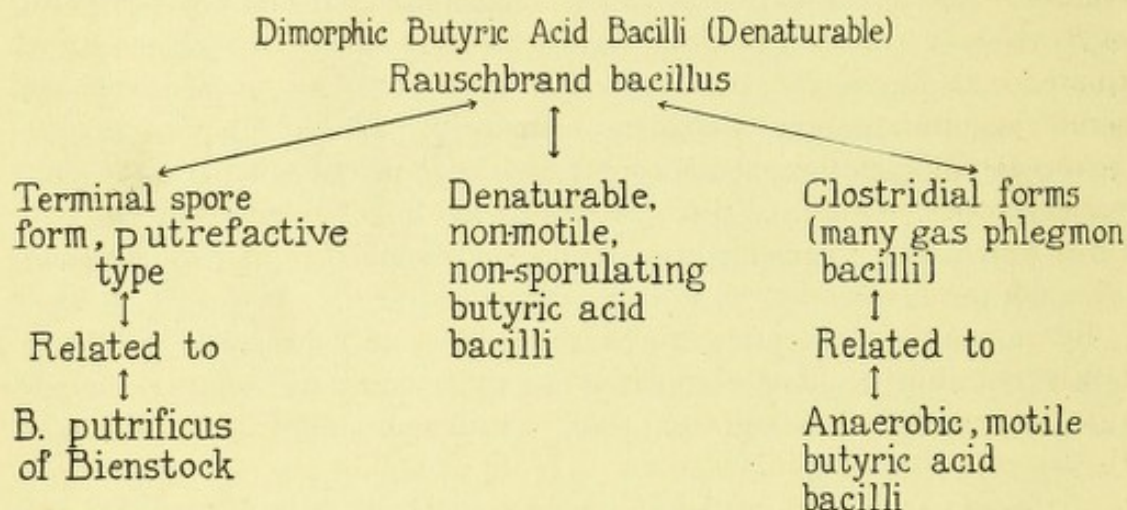 Dimorphic Butyric Acid Bacilli (Denaturable)
Rauschbrand bacillus
Terminal spore
form, putrefactive
type
Related to
B. putrificus
of Bienstock
Denaturable,
non-motile,
non-sporulating
butyric acid
bacilli
Clostridial forms
(many gas phlegmon
bacilli)
Related to
Anaerobic, motile
butyric acid
bacilli